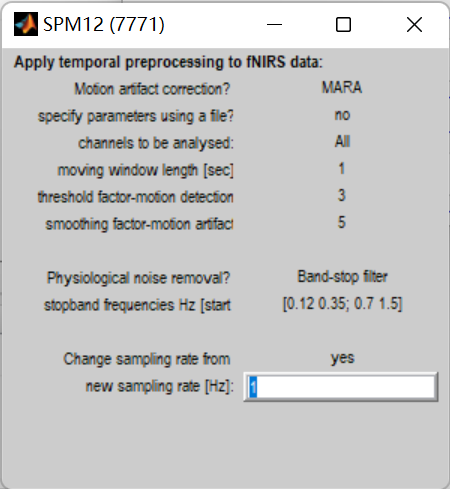 SPM12 (7771)
Apply temporal preprocessing to fNIRS data:
Motion artifact correction? MARA
specify parameters using a file? no
channels to be analysed: All
moving window length [sec] 1
threshold factor-motion detection 3
smoothing factor-motion artifact 5
Physiological noise removal? Band-stop filter
stopband frequencies Hz [start [0.12 0.35; 0.7 1.5]
Change sampling rate from yes
new sampling rate [Hz]: 1